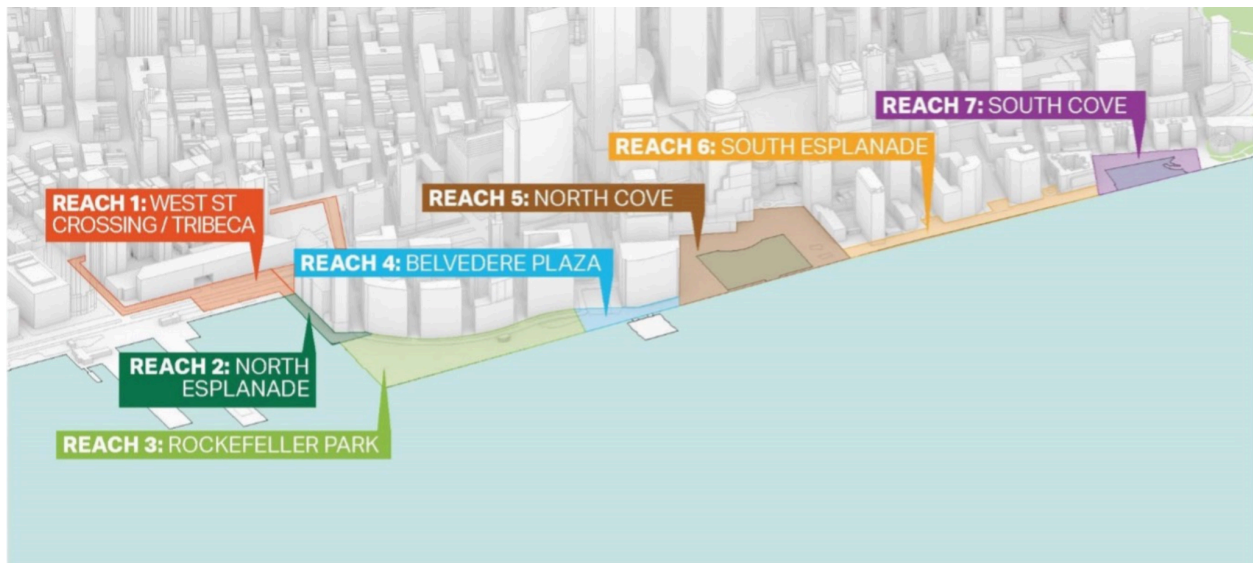 REACH 7: SOUTH COVE
REACH 6: SOUTH ESPLANADE
REACH 5: NORTH COVE
REACH 1: WEST ST
CROSSING / TRIBECA
REACH 4: BELVEDERE PLAZA
REACH 2: NORTH
ESPLANADE
REACH 3: ROCKEFELLER PARK